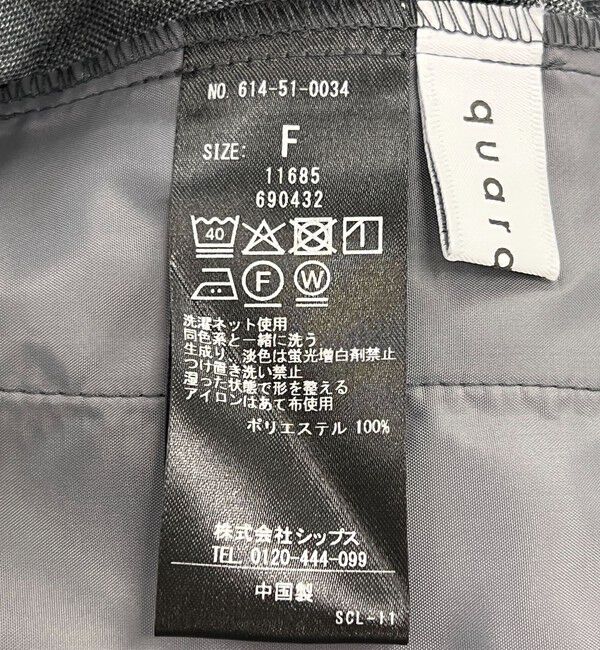 NO. 614-51-0034
SIZE: F
11685
690432
40
F W
洗濯ネット使用
同色系と一緒に洗う
生成り、淡色は蛍光増白剤禁止
つけ置き洗い禁止
湿った状態で形を整える
アイロンはあて布使用
ポリエステル 100%
株式会社シップス
TEL. 0120-444-099
中国製
SCL-11